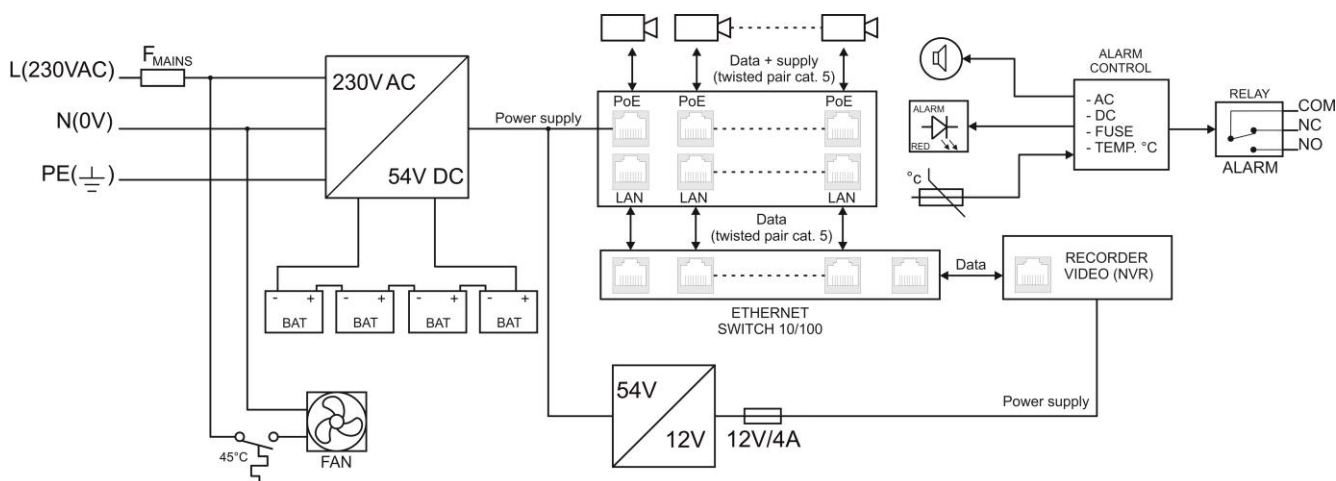 L(230VAC)
F MAINS
N(0V)
PE(⏚)
230V AC
54V DC
- +
BAT
- +
BAT
- +
BAT
- +
BAT
45°C
FAN
Power supply
Data + supply
(twisted pair cat. 5)
PoE
PoE
PoE
LAN
LAN
LAN
Data
(twisted pair cat. 5)
ETHERNET
SWITCH 10/100
Data
RECORDER
VIDEO (NVR)
54V
12V
12V/4A
Power supply
ALARM
RED
°c
ALARM
CONTROL
- AC
- DC
- FUSE
- TEMP. °C
RELAY
COM
NC
NO
ALARM